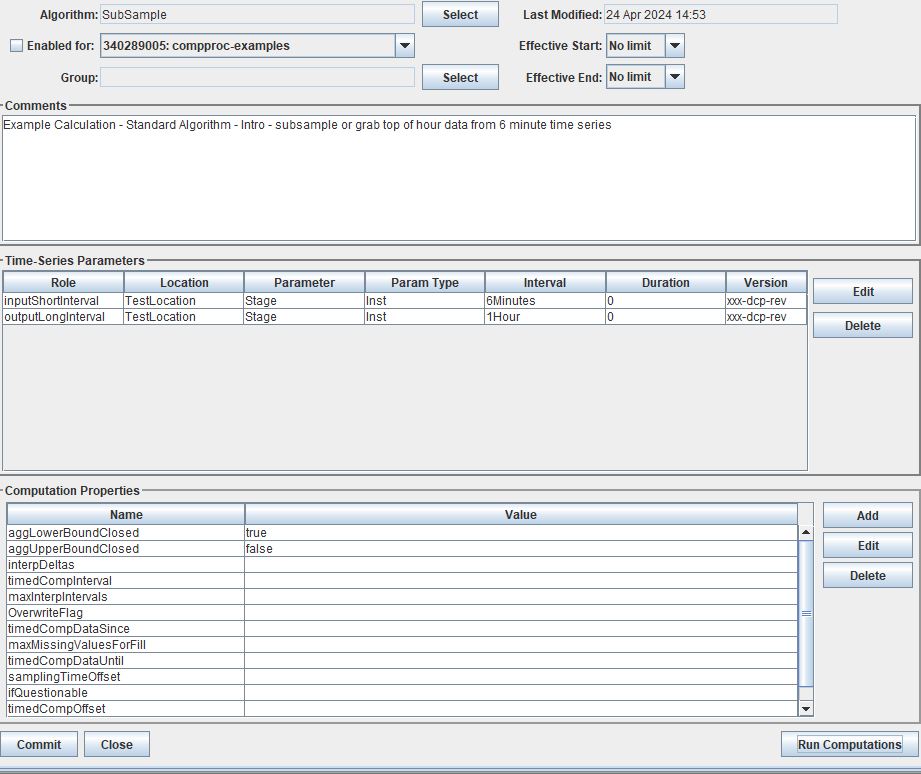 Algorithm: SubSample Select Last Modified: 24 Apr 2024 14:53
Enabled for: 340289005: compproc-examples Effective Start: No limit
Group: Select Effective End: No limit
Comments
Example Calculation - Standard Algorithm - Intro - subsample or grab top of hour data from 6 minute time series
Time-Series Parameters
Role Location Parameter Param Type Interval Duration Version
inputShortInterval TestLocation Stage Inst 6Minutes 0 xxx-dcp-rev
outputLongInterval TestLocation Stage Inst 1Hour 0 xxx-dcp-rev
Edit
Delete
Computation Properties
Name Value
aggLowerBoundClosed true
aggUpperBoundClosed false
interpDeltas
timedCompInterval
maxInterpIntervals
OverwriteFlag
timedCompDataSince
maxMissingValuesForFill
timedCompDataUntil
samplingTimeOffset
ifQuestionable
timedCompOffset
Add
Edit
Delete
Commit Close Run Computations